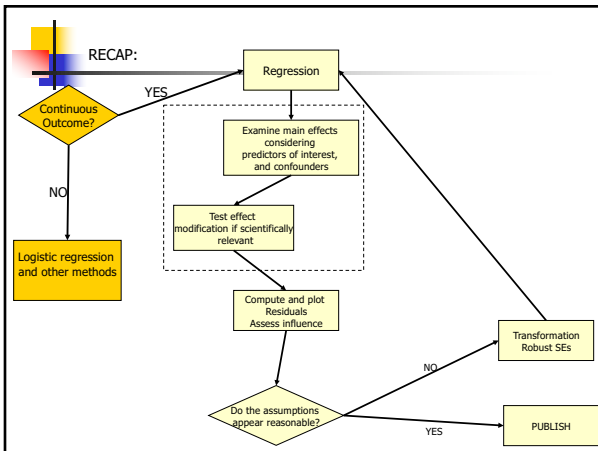 RECAP:
Regression
YES
Continuous
Outcome?
Examine main effects
considering
predictors of interest,
and confounders
NO
Test effect
modification if scientifically
relevant
Logistic regression
and other methods
Compute and plot
Residuals
Assess influence
Transformation
Robust SEs
NO
Do the assumptions
appear reasonable?
YES
PUBLISH